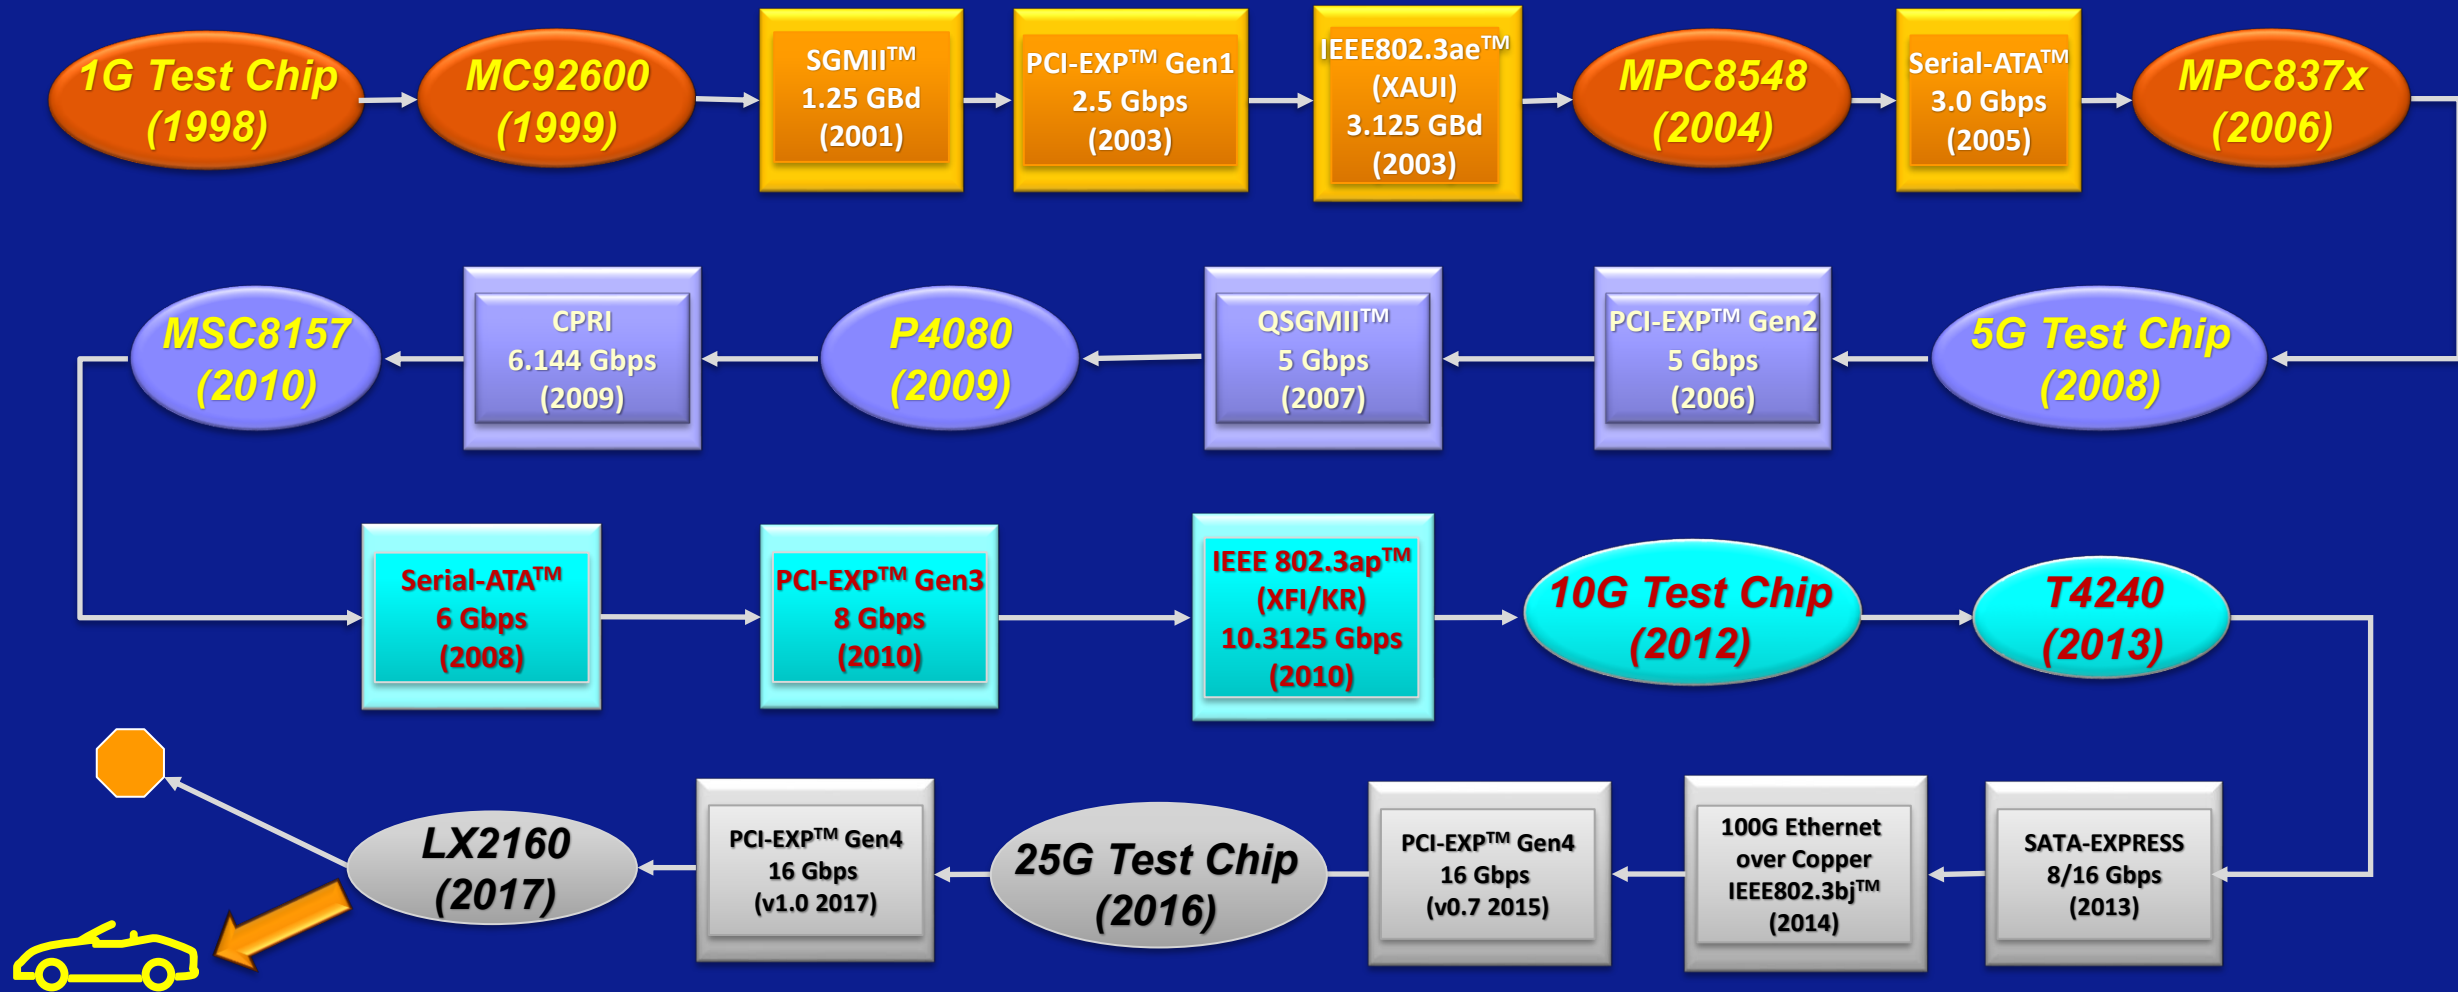 1G Test Chip
(1998)
MC92600
(1999)
SGMII™
1.25 GBd
(2001)
PCI-EXP™ Gen1
2.5 Gbps
(2003)
IEEE802.3ae™
(XAUI)
3.125 GBd
(2003)
MPC8548
(2004)
Serial-ATA™
3.0 Gbps
(2005)
MPC837x
(2006)
5G Test Chip
(2008)
PCI-EXP™ Gen2
5 Gbps
(2006)
QSGMII™
5 Gbps
(2007)
P4080
(2009)
CPRI
6.144 Gbps
(2009)
MSC8157
(2010)
Serial-ATA™
6 Gbps
(2008)
PCI-EXP™ Gen3
8 Gbps
(2010)
IEEE 802.3ap™
(XFI/KR)
10.3125 Gbps
(2010)
10G Test Chip
(2012)
T4240
(2013)
SATA-EXPRESS
8/16 Gbps
(2013)
100G Ethernet
over Copper
IEEE802.3bj™
(2014)
PCI-EXP™ Gen4
16 Gbps
(v0.7 2015)
25G Test Chip
(2016)
PCI-EXP™ Gen4
16 Gbps
(v1.0 2017)
LX2160
(2017)